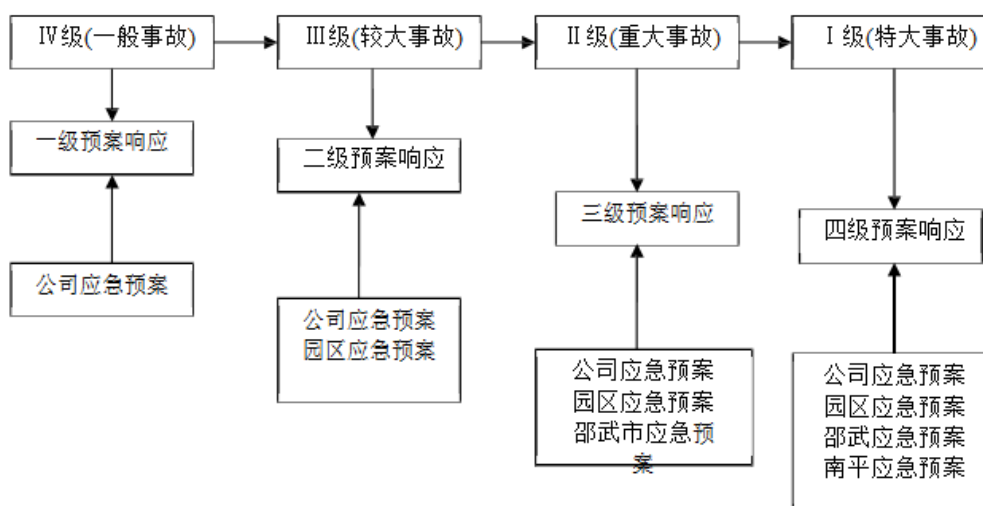 Ⅳ级(一般事故)
Ⅲ级(较大事故)
Ⅱ级(重大事故)
Ⅰ级(特大事故)
一级预案响应
二级预案响应
三级预案响应
四级预案响应
公司应急预案
公司应急预案
园区应急预案
公司应急预案
园区应急预案
邵武市应急预
案
公司应急预案
园区应急预案
邵武应急预案
南平应急预案